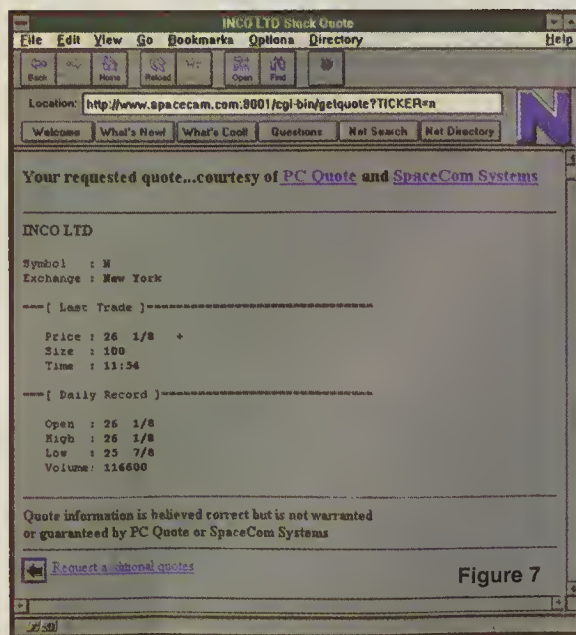 INCO LTD Stock Quote
File Edit View Go Bookmarks Options Directory Help
Back Home Reload Open Find
Location: http://www.spacecom.com:8001/cgi-bin/getquote?TICKER=n
Welcome What's New! What's Cool! Questions Net Search Net Directory
N
Your requested quote...courtesy of PC Quote and SpaceCom Systems
INCO LTD
Symbol : N
Exchange : New York
---[ Last Trade ]------------------------------
Price : 26 1/8 +
Size : 100
Time : 11:54
---[ Daily Record ]------------------------------
Open : 26 1/8
High : 26 1/8
Low : 25 7/8
Volume: 116600
Quote information is believed correct but is not warranted
or guaranteed by PC Quote or SpaceCom Systems
Request additional quotes
Figure 7